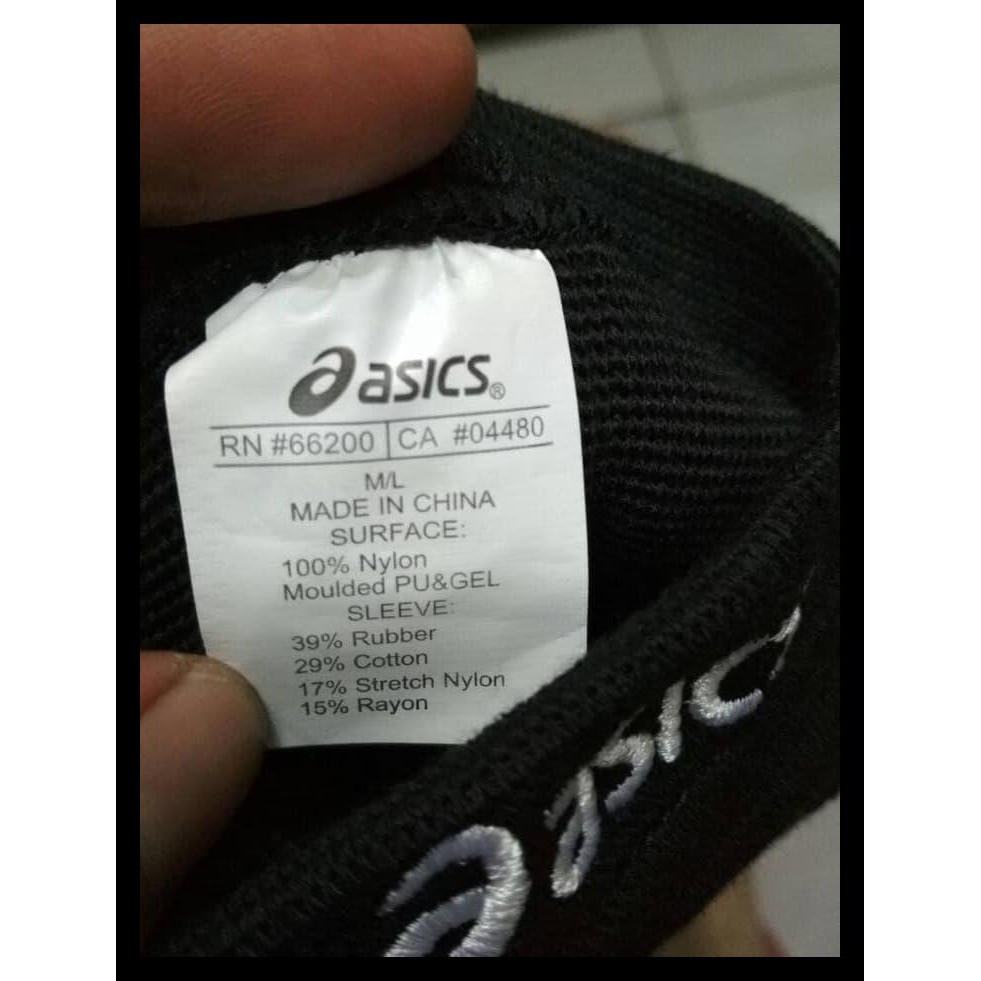 asics®
RN #66200 | CA #04480
M/L
MADE IN CHINA
SURFACE:
100% Nylon
Moulded PU&GEL
SLEEVE:
39% Rubber
29% Cotton
17% Stretch Nylon
15% Rayon
asics